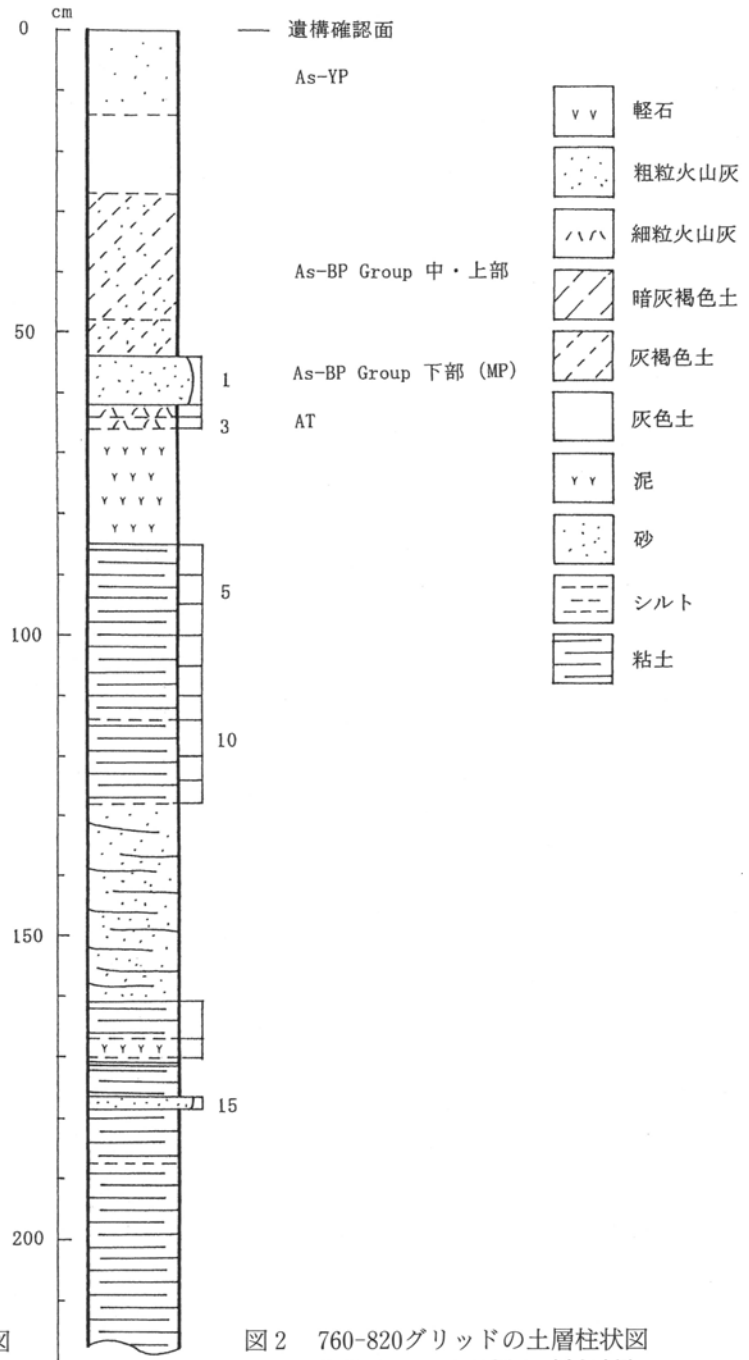 cm
0
遺構確認面
As-YP
As-BP Group 中・上部
50
1
As-BP Group 下部 (MP)
3
AT
5
100
10
150
15
200
軽石
粗粒火山灰
細粒火山灰
暗灰褐色土
灰褐色土
灰色土
泥
砂
シルト
粘土
図
図2 760-820グリッドの土層柱状図